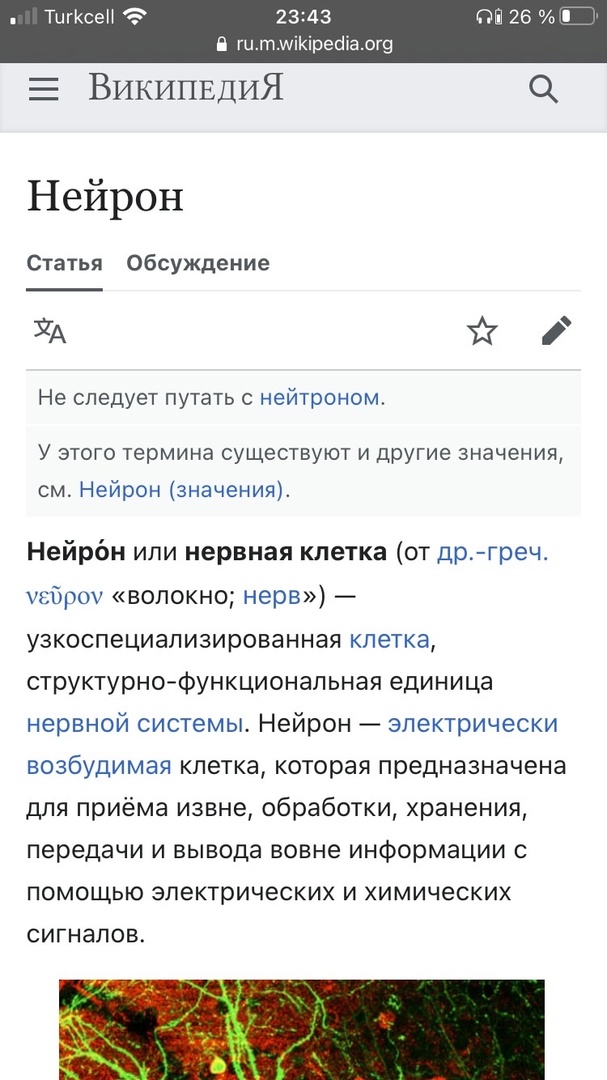 Turkcell 23:43 26 %
ru.m.wikipedia.org
ВИКИПЕДИЯ
Нейрон
Статья Обсуждение
Не следует путать с нейтроном.
У этого термина существуют и другие значения,
см. Нейрон (значения).
Нейро́н или нервная клетка (от др.-греч.
νεῦρον «волокно; нерв») —
узкоспециализированная клетка,
структурно-функциональная единица
нервной системы. Нейрон — электрически
возбудимая клетка, которая предназначена
для приёма извне, обработки, хранения,
передачи и вывода вовне информации с
помощью электрических и химических
сигналов.